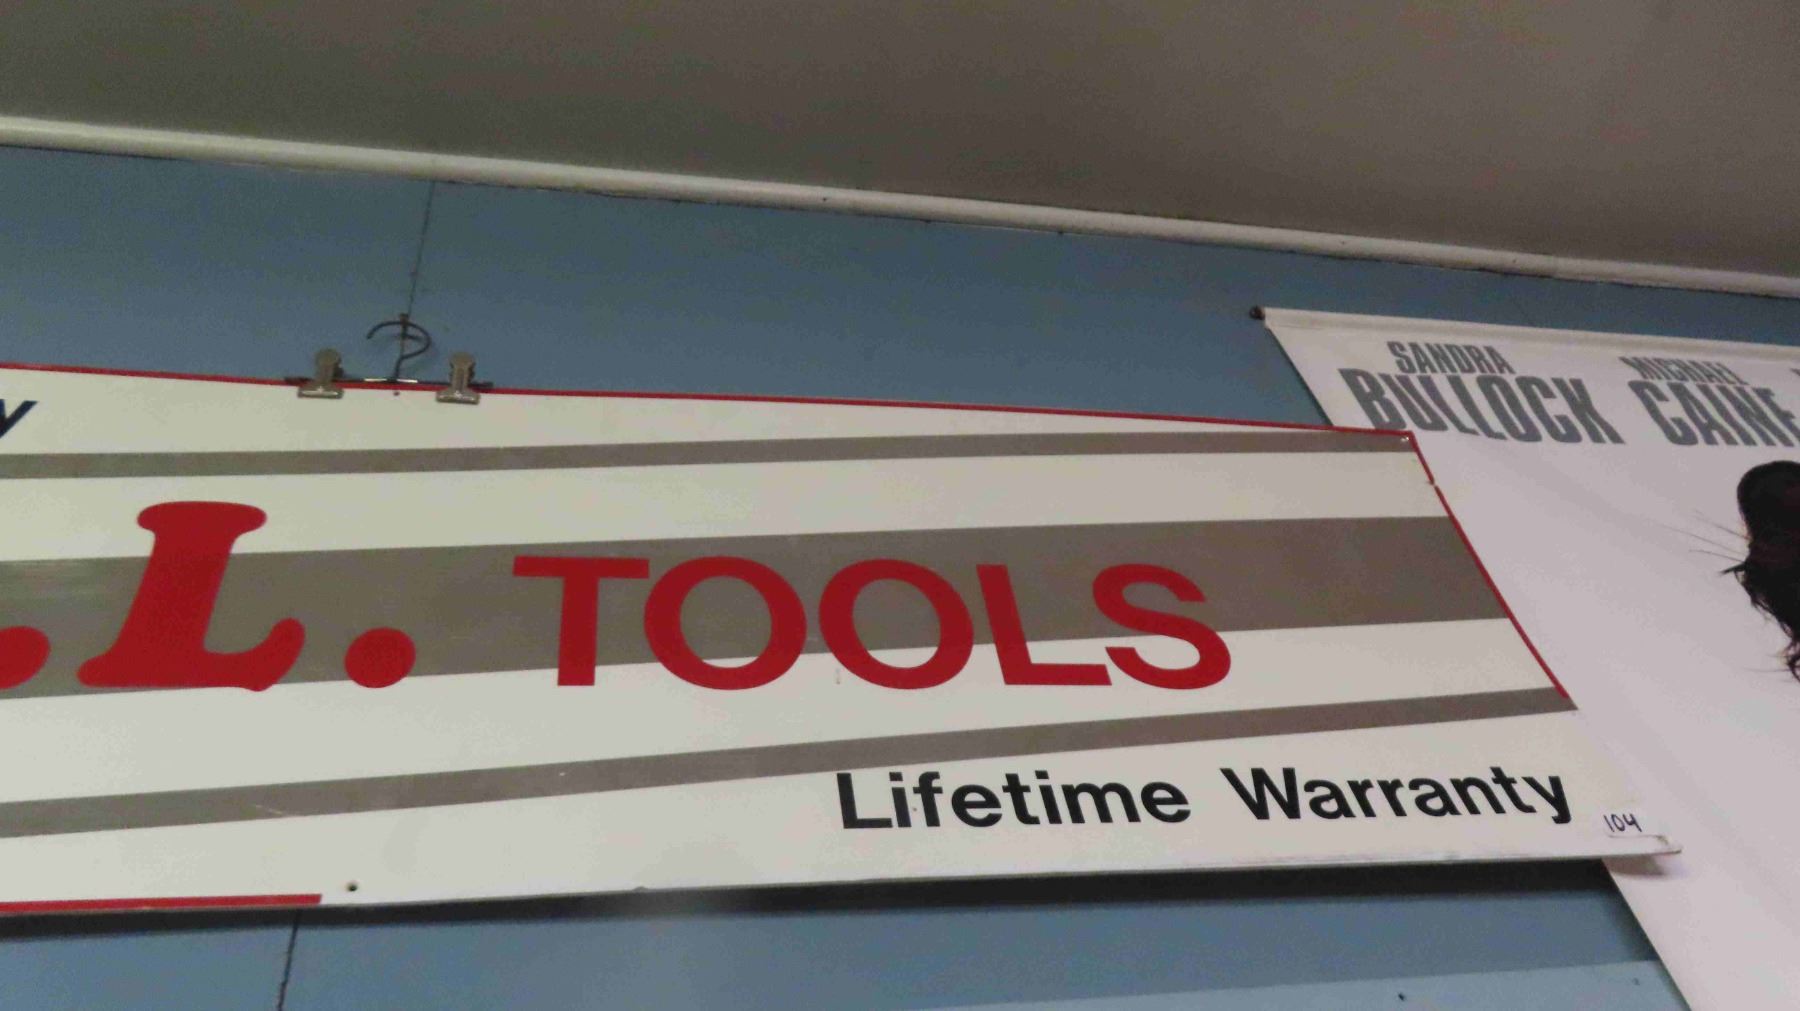 y
.L. TOOLS
Lifetime Warranty
104
SANDRA
BULLOCK
MICHAEL
CAINE